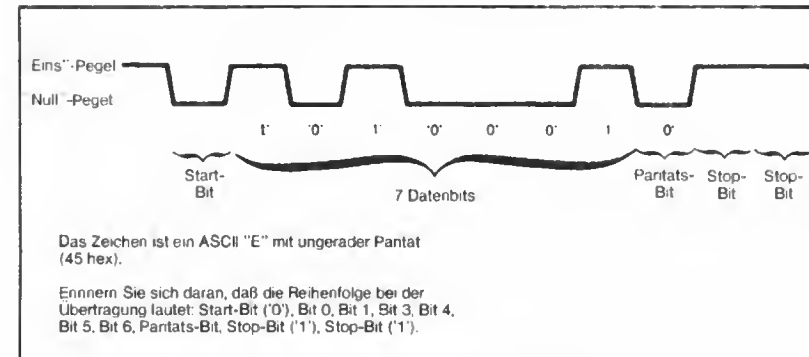 Eins"-Pegel
Null -Peget
1' '0' 1' '0' 0' 0' 1 0'
Start-
Bit
7 Datenbits
Paritats-
Bit
Stop-
Bit
Stop-
Bit
Das Zeichen ist ein ASCII "E" mit ungerader Pantat
(45 hex).
Ennnern Sie sich daran, daß die Reihenfolge bei der
Übertragung lautet: Start-Bit ('0'), Bit 0, Bit 1, Bit 3, Bit 4,
Bit 5, Bit 6, Paritats-Bit, Stop-Bit ('1'), Stop-Bit ('1').